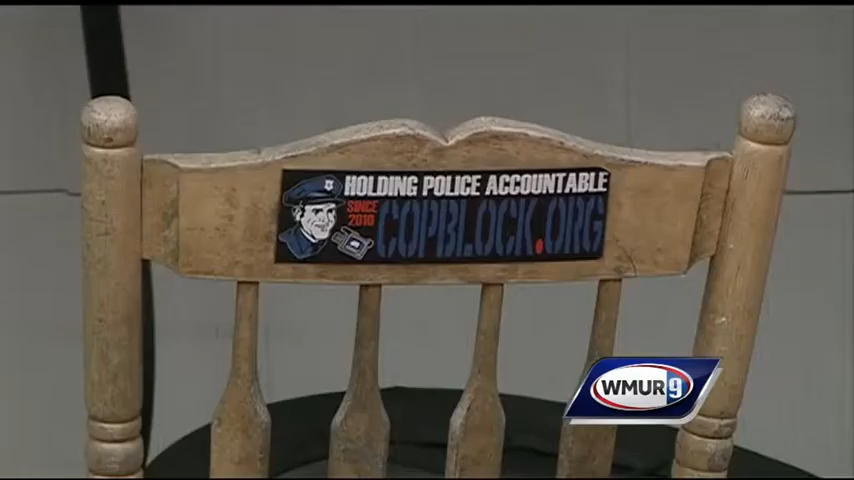 HOLDING POLICE ACCOUNTABLE
SINCE
2010
COPBLOCK.ORG
WMUR9